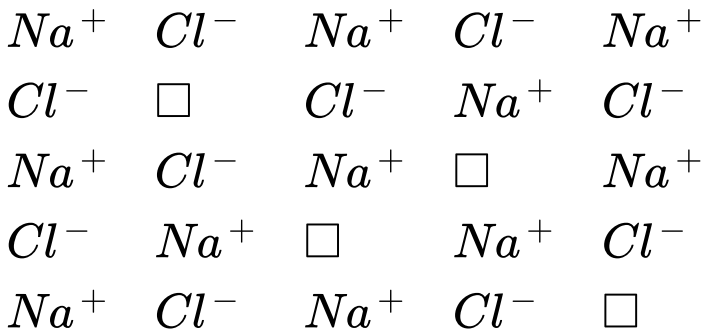 Na⁺ Cl⁻ Na⁺ Cl⁻ Na⁺
Cl⁻ □ Cl⁻ Na⁺ Cl⁻
Na⁺ Cl⁻ Na⁺ □ Na⁺
Cl⁻ Na⁺ □ Na⁺ Cl⁻
Na⁺ Cl⁻ Na⁺ Cl⁻ □